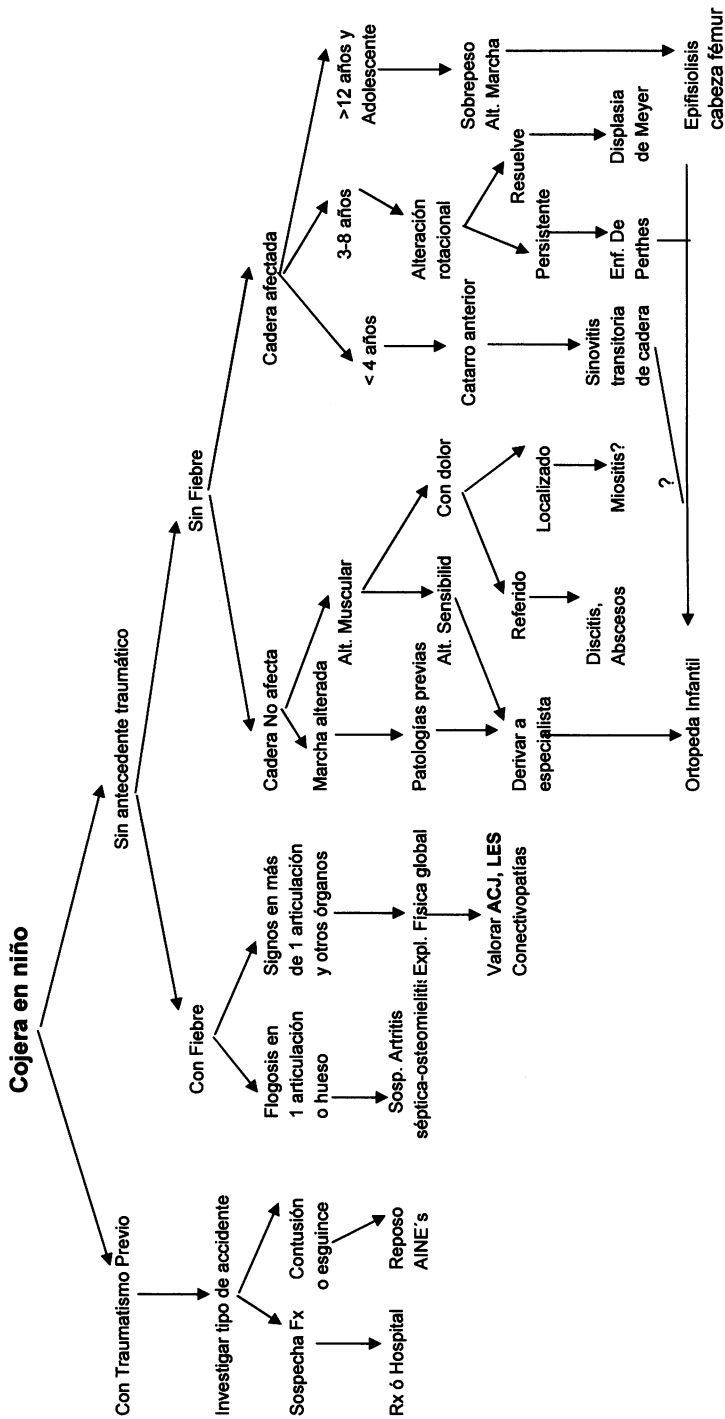 Cojera en niño
Con Traumatismo Previo
Sin antecedente traumático
Investigar tipo de accidente
Con Fiebre
Sin Fiebre
Sospecha Fx
Contusión
o esguince
Flogosis en
1 articulación
o hueso
Signos en más
de 1 articulación
y otros órganos
Cadera No afecta
Cadera afectada
Marcha alterada
Alt. Muscular
< 4 años
3-8 años
>12 años y
Adolescente
Rx ó Hospital
Reposo
AINE´s
Sosp. Artritis
séptica-osteomieliti
Expl. Física global
Patologías previas
Alt. Sensibilid
Con dolor
Catarro anterior
Alteración
rotacional
Sobrepeso
Alt. Marcha
Valorar ACJ, LES
Conectivopatías
Derivar a
especialista
Referido
Localizado
Persistente
Resuelve
Discitis,
Abscesos
Miositis?
Sinovitis
transitoria
de cadera
Enf. De
Perthes
Displasia
de Meyer
?
Ortopeda Infantil
Epifisiolisis
cabeza fémur